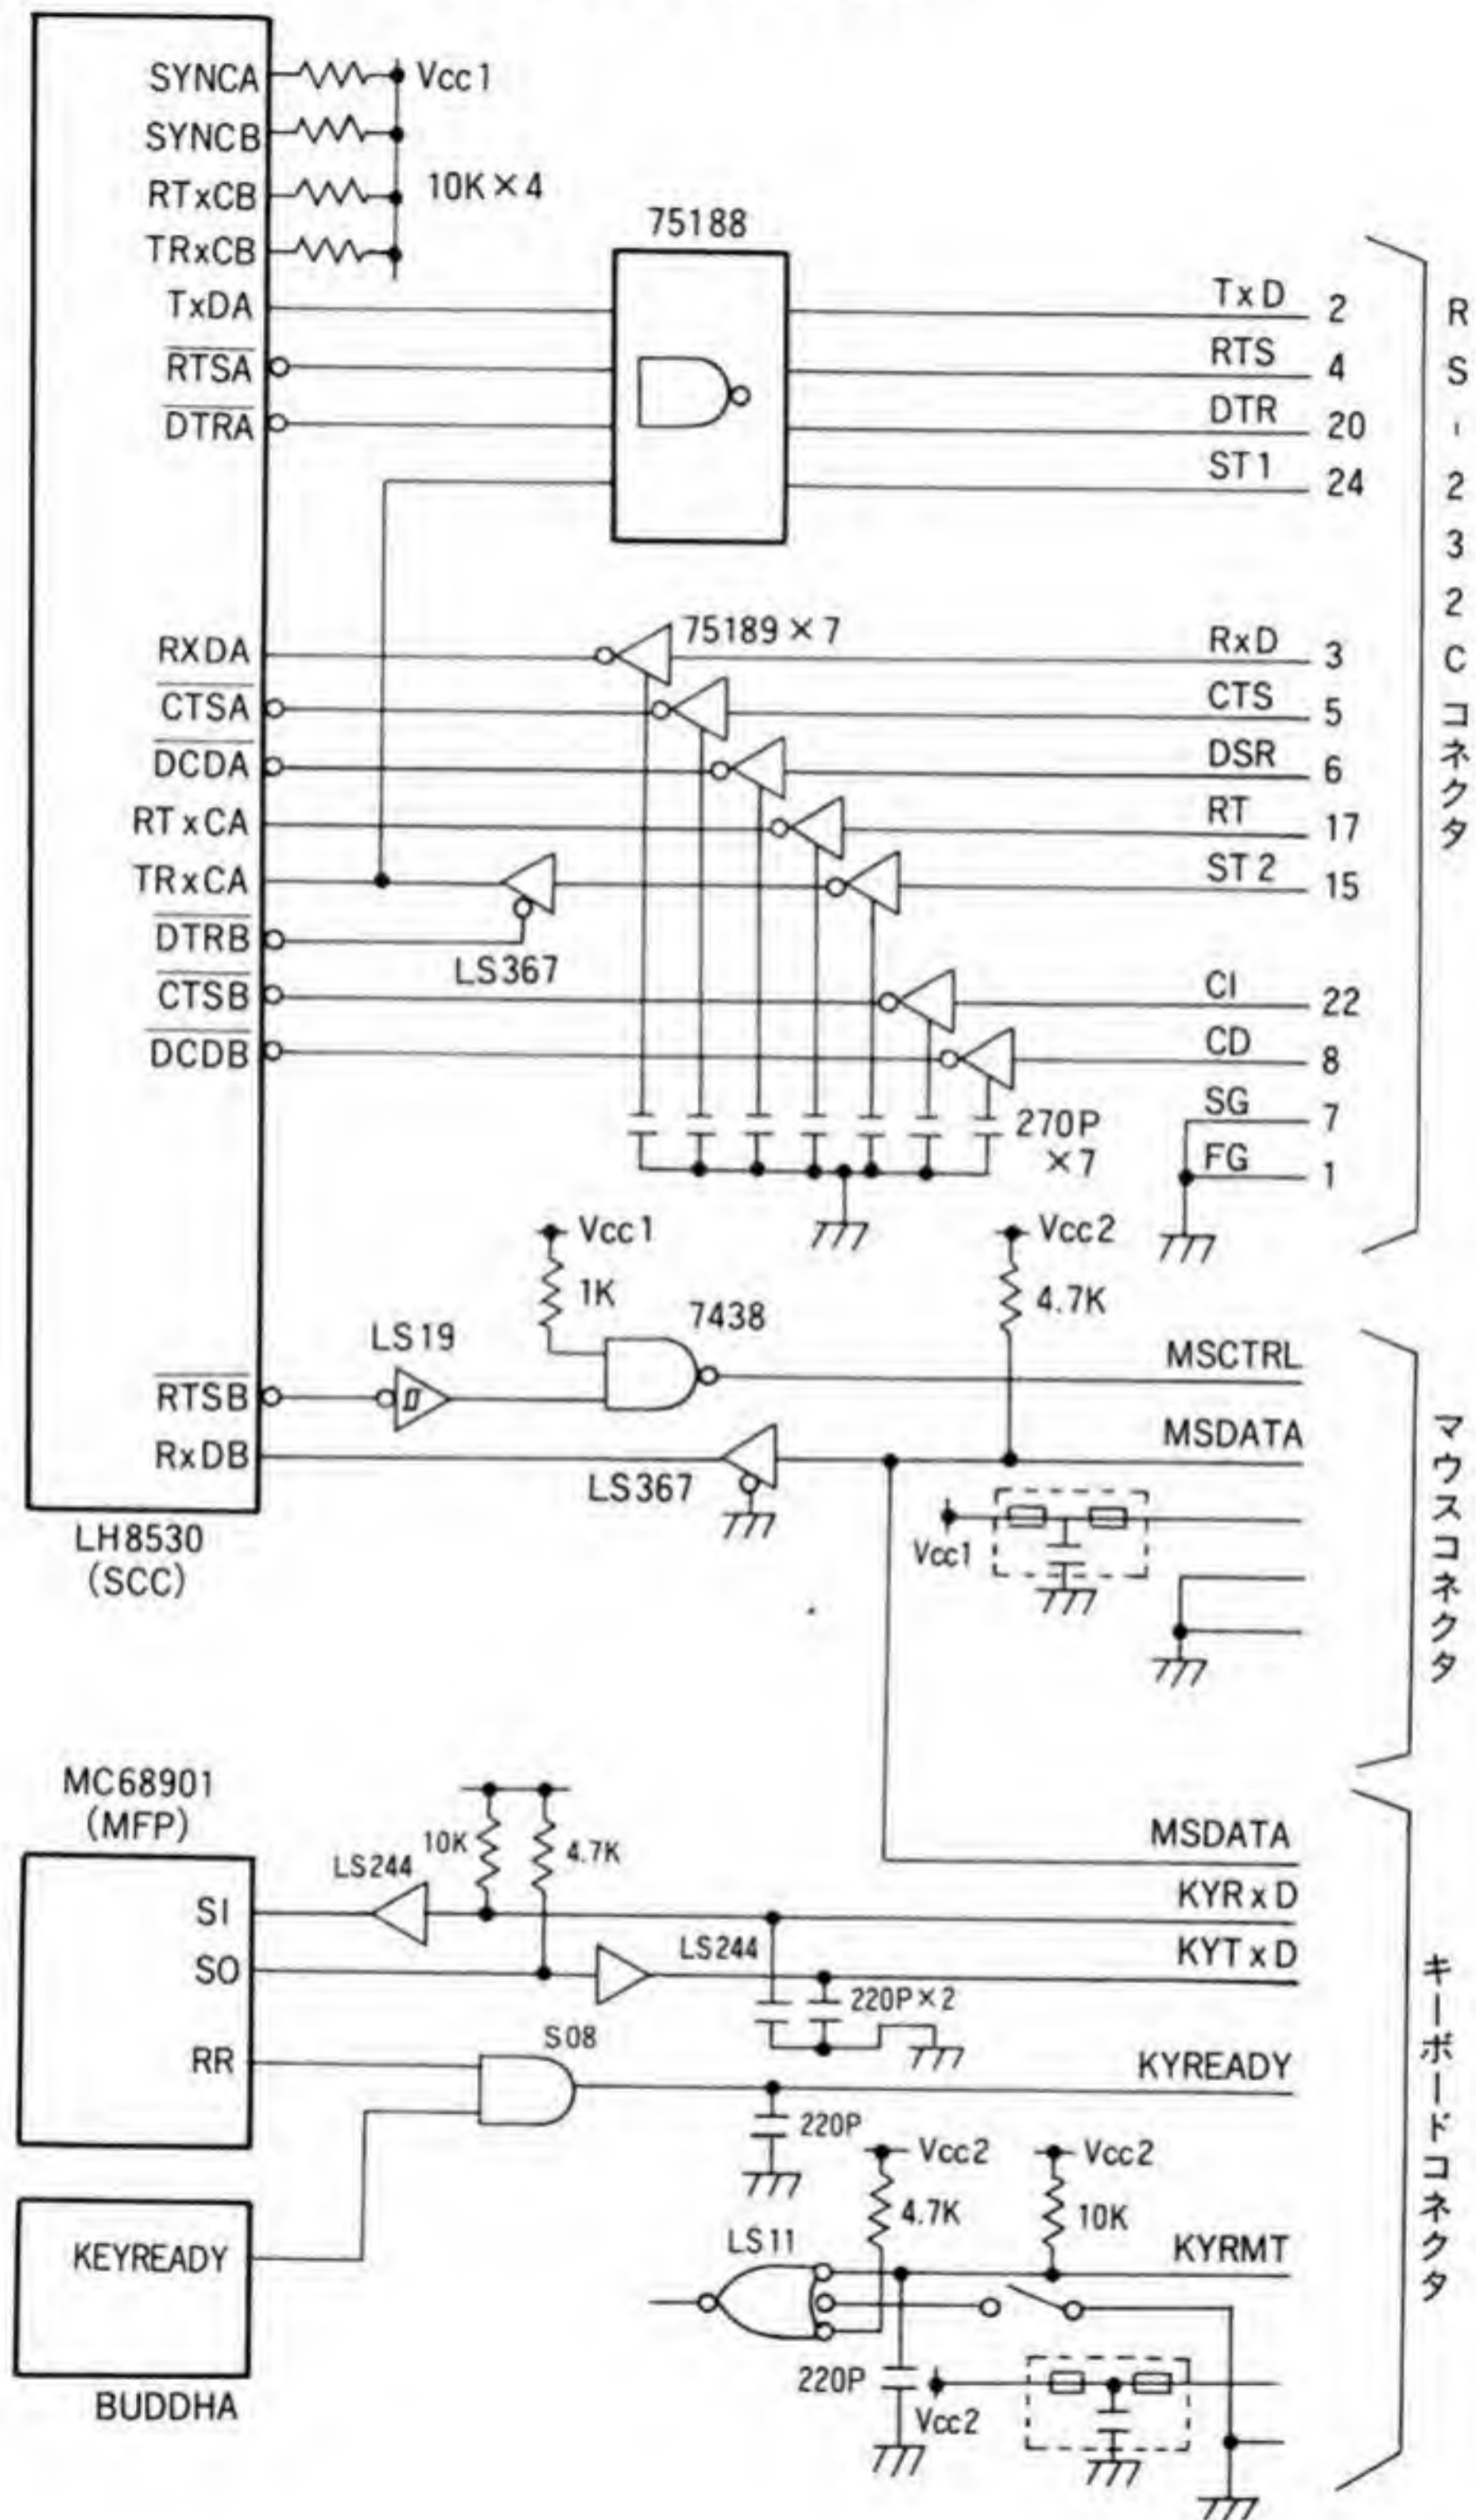 SYNCA
Vcc1
SYNCB
RTxCB
10K×4
TRxCB
75188
TxDA
TxD 2
RTSA
RTS 4
DTRA
DTR 20
ST1 24
RS-232Cコネクタ
RXDA
75189×7
RxD 3
CTSA
CTS 5
DCDA
DSR 6
RTxCA
RT 17
TRxCA
ST2 15
DTRB
LS367
CTSB
CI 22
DCDB
CD 8
270P
×7
SG 7
FG 1
Vcc1
Vcc2
1K
4.7K
LS19
7438
MSCTRL
RTSB
MSDATA
RxDB
LS367
Vcc1
マウスコネクタ
LH8530
(SCC)
MC68901
(MFP)
10K
4.7K
MSDATA
LS244
KYRxD
SI
LS244
KYTxD
SO
220P×2
S08
RR
KYREADY
220P
Vcc2
Vcc2
4.7K
10K
LS11
KYRMT
KEYREADY
220P
Vcc2
キーボードコネクタ
BUDDHA